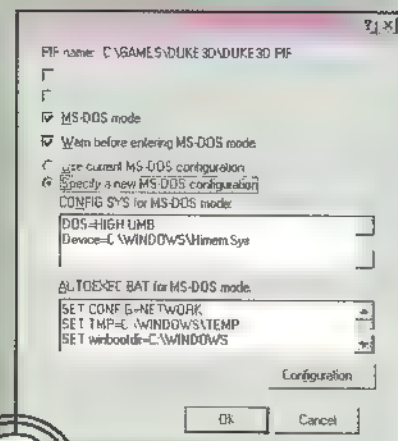 ?
PIF name: C:\GAMES\DUKE3D\DUKE3D.PIF
MS-DOS mode
Warn before entering MS-DOS mode
Use current MS-DOS configuration
Specify a new MS-DOS configuration
CONFIG.SYS for MS-DOS mode:
DOS=HIGH,UMB
Device=C:\WINDOWS\Himem.Sys
AUTOEXEC.BAT for MS-DOS mode:
SET CONFIG=NETWORK
SET TMP=C:\WINDOWS\TEMP
SET winbootdir=C:\WINDOWS
Configuration
Ok
Cancel